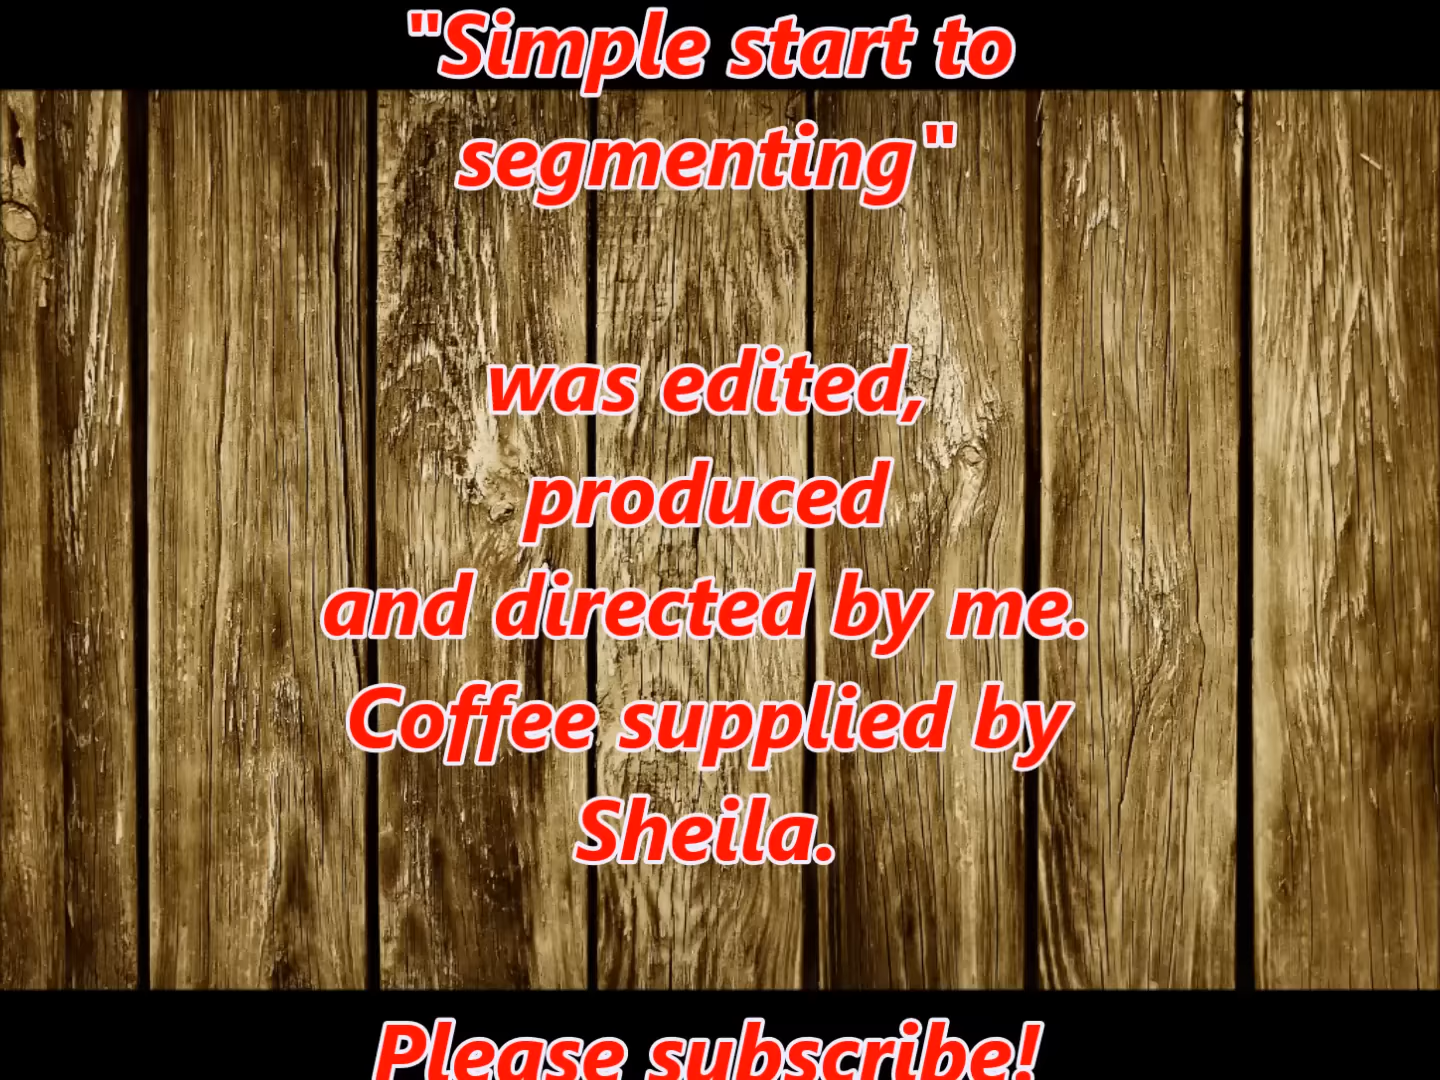 "Simple start to
segmenting"
was edited,
produced
and directed by me.
Coffee supplied by
Sheila.
Please subscribe!